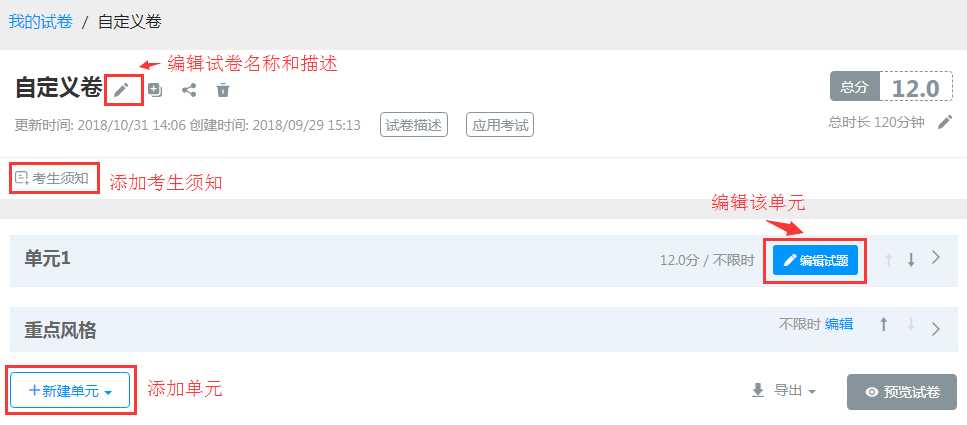 我的试卷 / 自定义卷
编辑试卷名称和描述
自定义卷
总分 12.0
更新时间: 2018/10/31 14:06 创建时间: 2018/09/29 15:13 试卷描述 应用考试
总时长 120分钟
考生须知 添加考生须知
编辑该单元
单元1 12.0分 / 不限时 编辑试题
重点风格 不限时 编辑
+新建单元 添加单元 导出 预览试卷